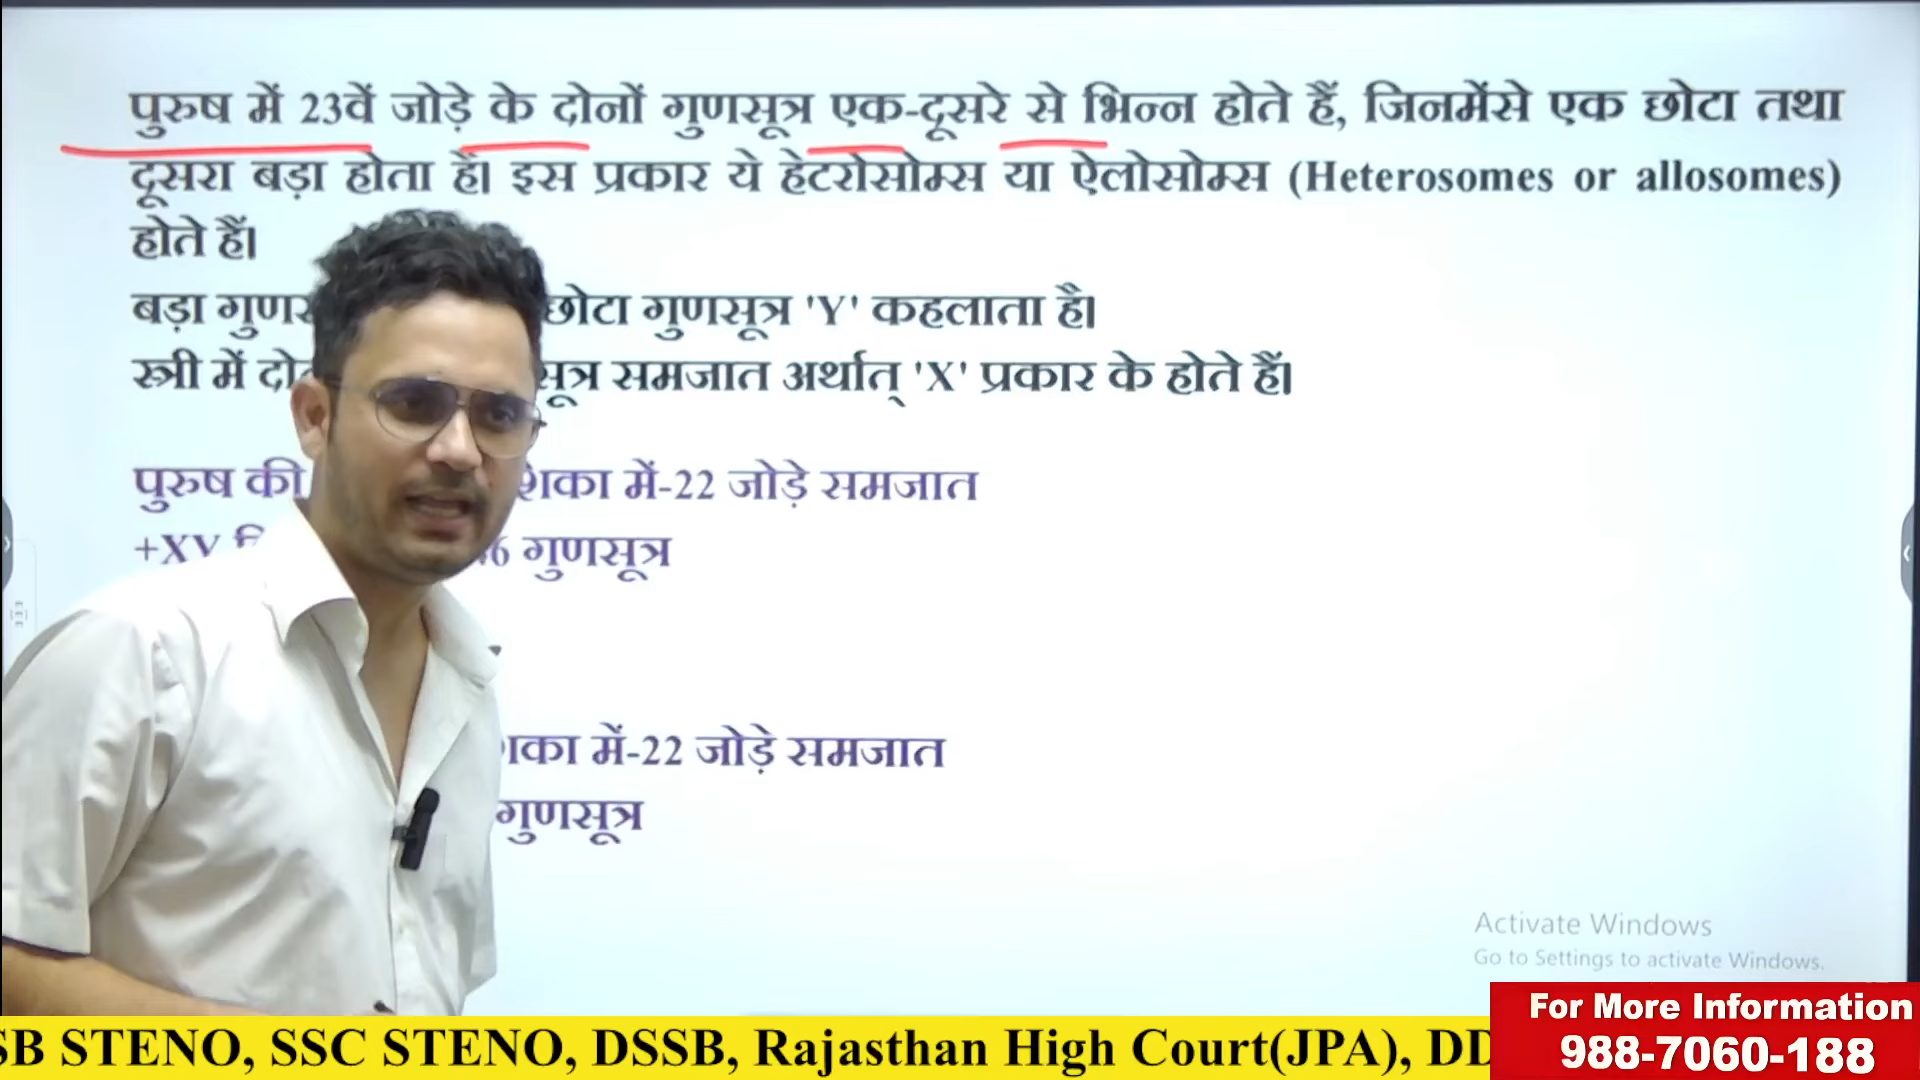 पुरुष में 23वें जोड़े के दोनों गुणसूत्र एक-दूसरे से भिन्न होते हैं, जिनमेंसे एक छोटा तथा
दूसरा बड़ा होता है। इस प्रकार ये हेटरोसोम्स या ऐलोसोम्स (Heterosomes or allosomes)
होते हैं।
बड़ा छोटा गुणसूत्र 'Y' कहलाता है।
स्त्री में समजात अर्थात् 'X' प्रकार के होते हैं।
पुरुष की में-22 जोड़े समजात
गुणसूत्र
में-22 जोड़े समजात
गुणसूत्र
Activate Windows
Go to Settings to activate Windows.
For More Information
988-7060-188
STENO, SSC STENO, DSSB, Rajasthan High Court(JPA),